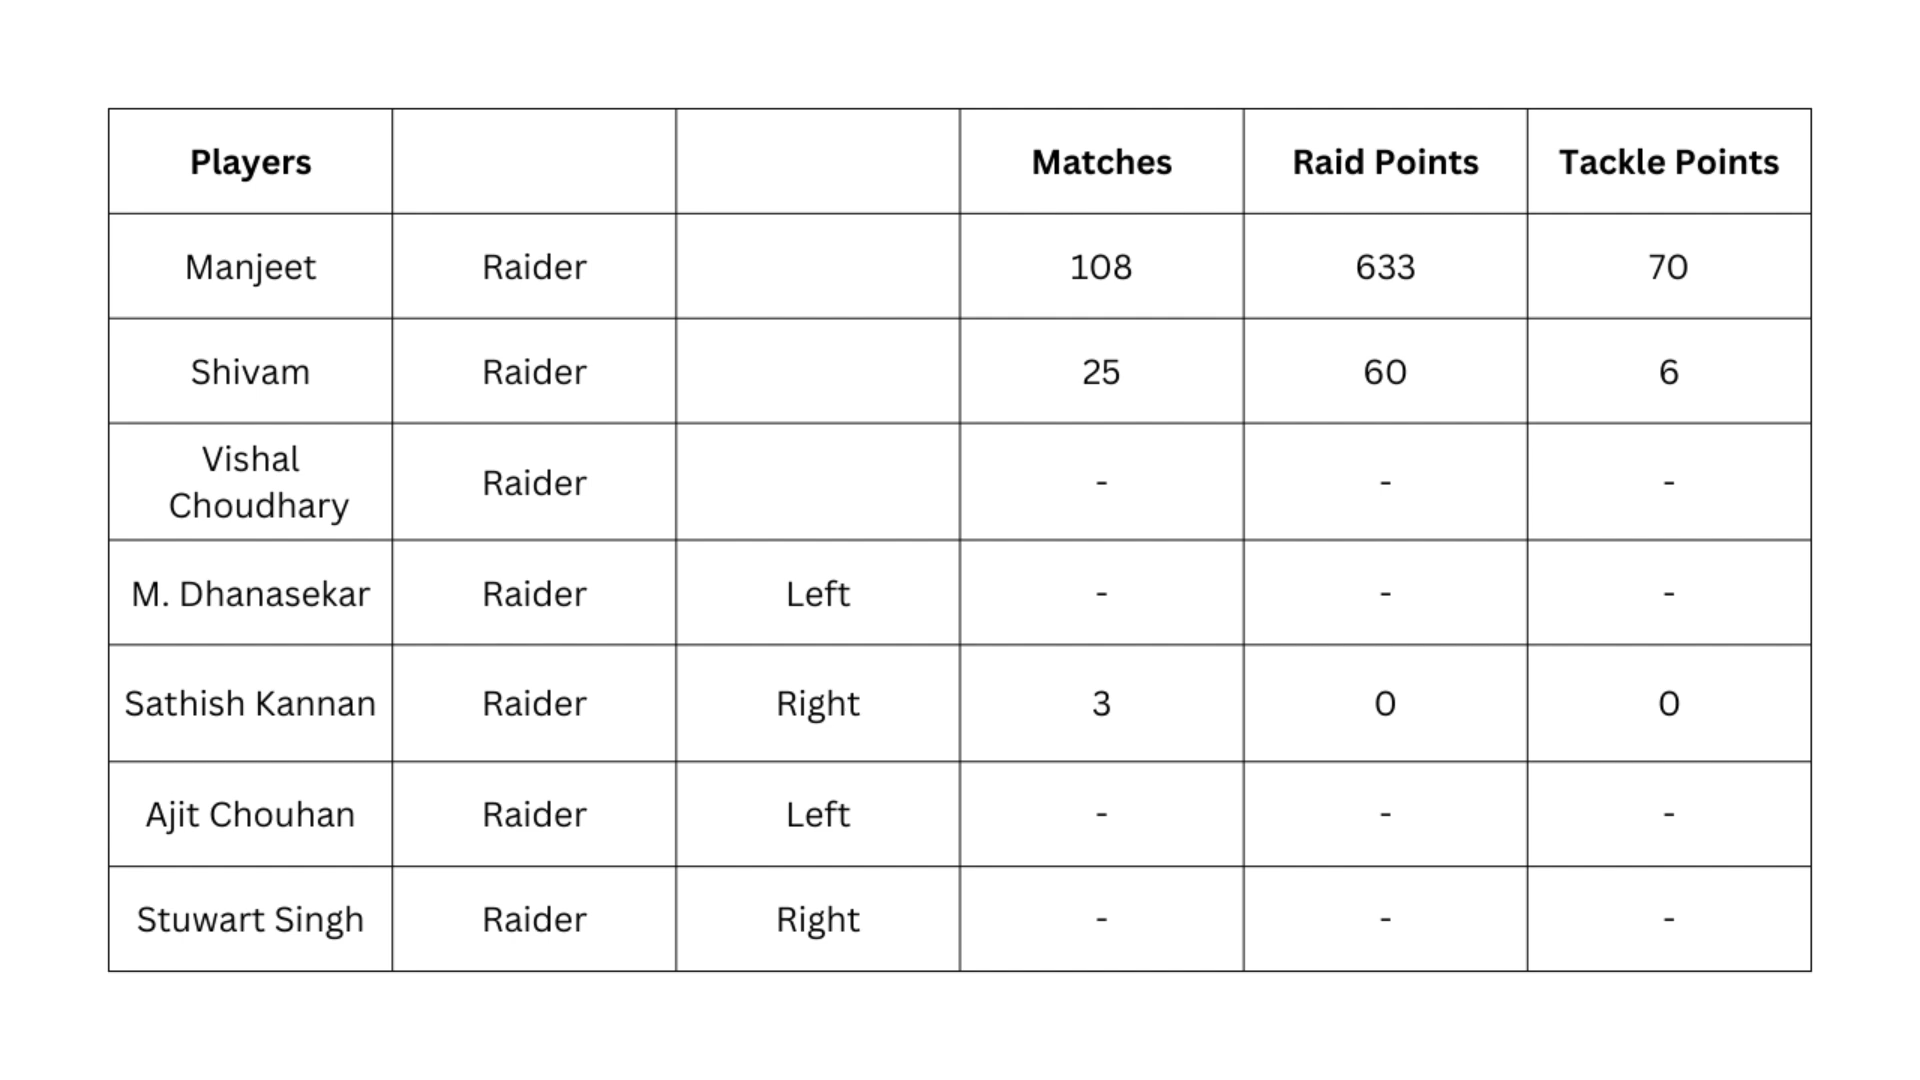 Players Matches Raid Points Tackle Points
Manjeet Raider 108 633 70
Shivam Raider 25 60 6
Vishal
Choudhary Raider - - -
M. Dhanasekar Raider Left - - -
Sathish Kannan Raider Right 3 0 0
Ajit Chouhan Raider Left - - -
Stuwart Singh Raider Right - - -